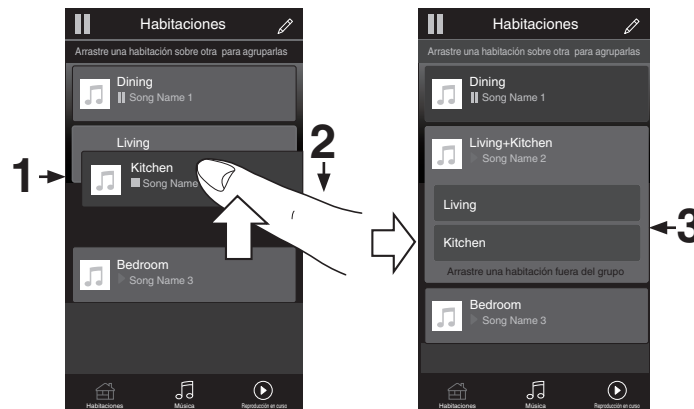 Habitaciones
Arrastre una habitación sobre otra para agruparlas
Dining
Song Name 1
Living
Kitchen
Song Name
Bedroom
Song Name 3
Habitaciones
Música
Reproducción en curso
1
2
Habitaciones
Arrastre una habitación sobre otra para agruparlas
Dining
Song Name 1
Living+Kitchen
Song Name 2
Living
Kitchen
Arrastre una habitación fuera del grupo
Bedroom
Song Name 3
Habitaciones
Música
Reproducción en curso
3